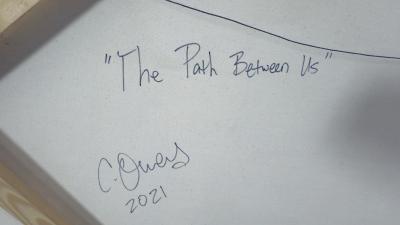 "The Path Between Us"
C. Owens
2021